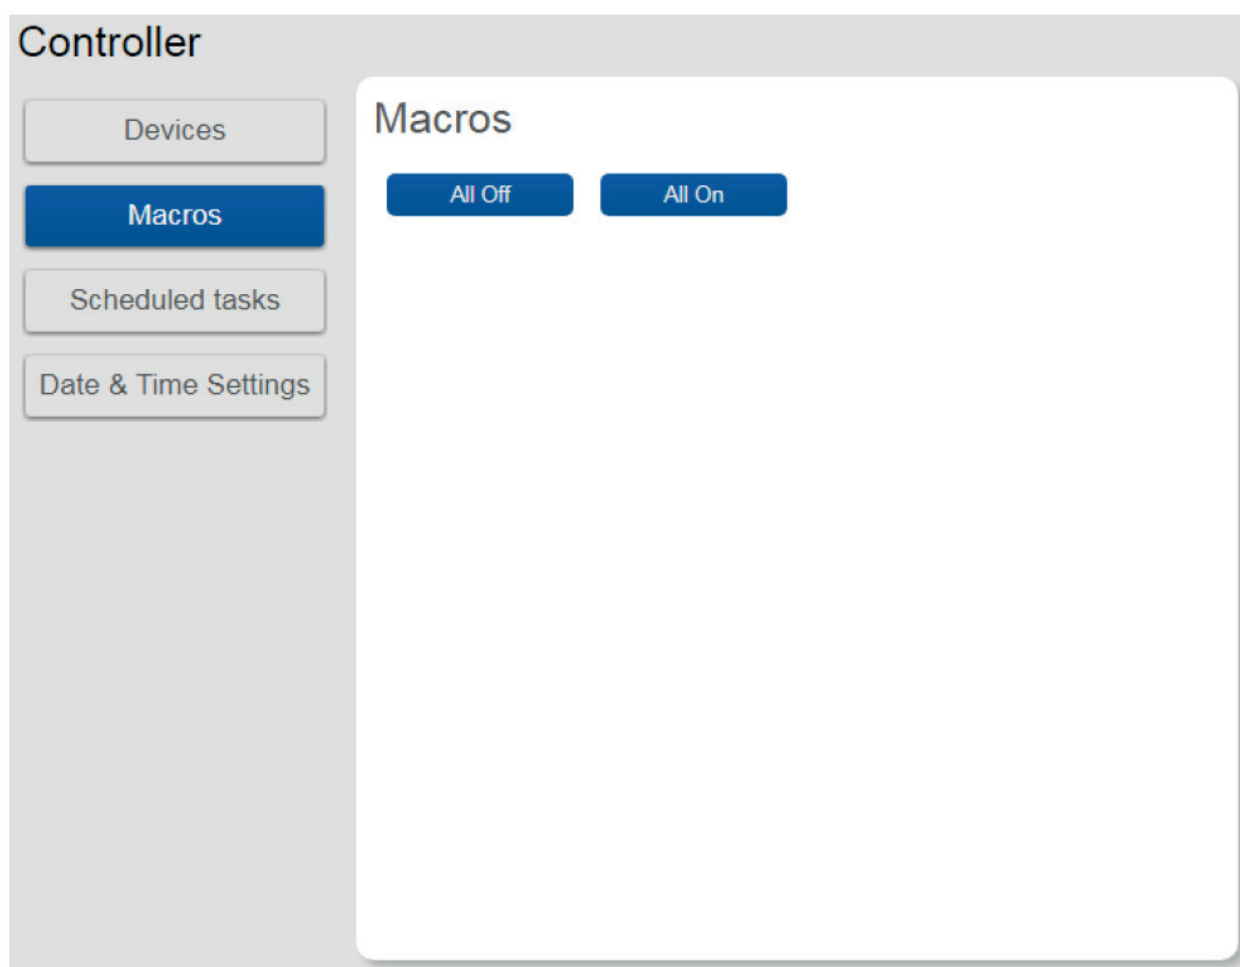 Controller
Devices
Macros
Scheduled tasks
Date & Time Settings
Macros
All Off
All On